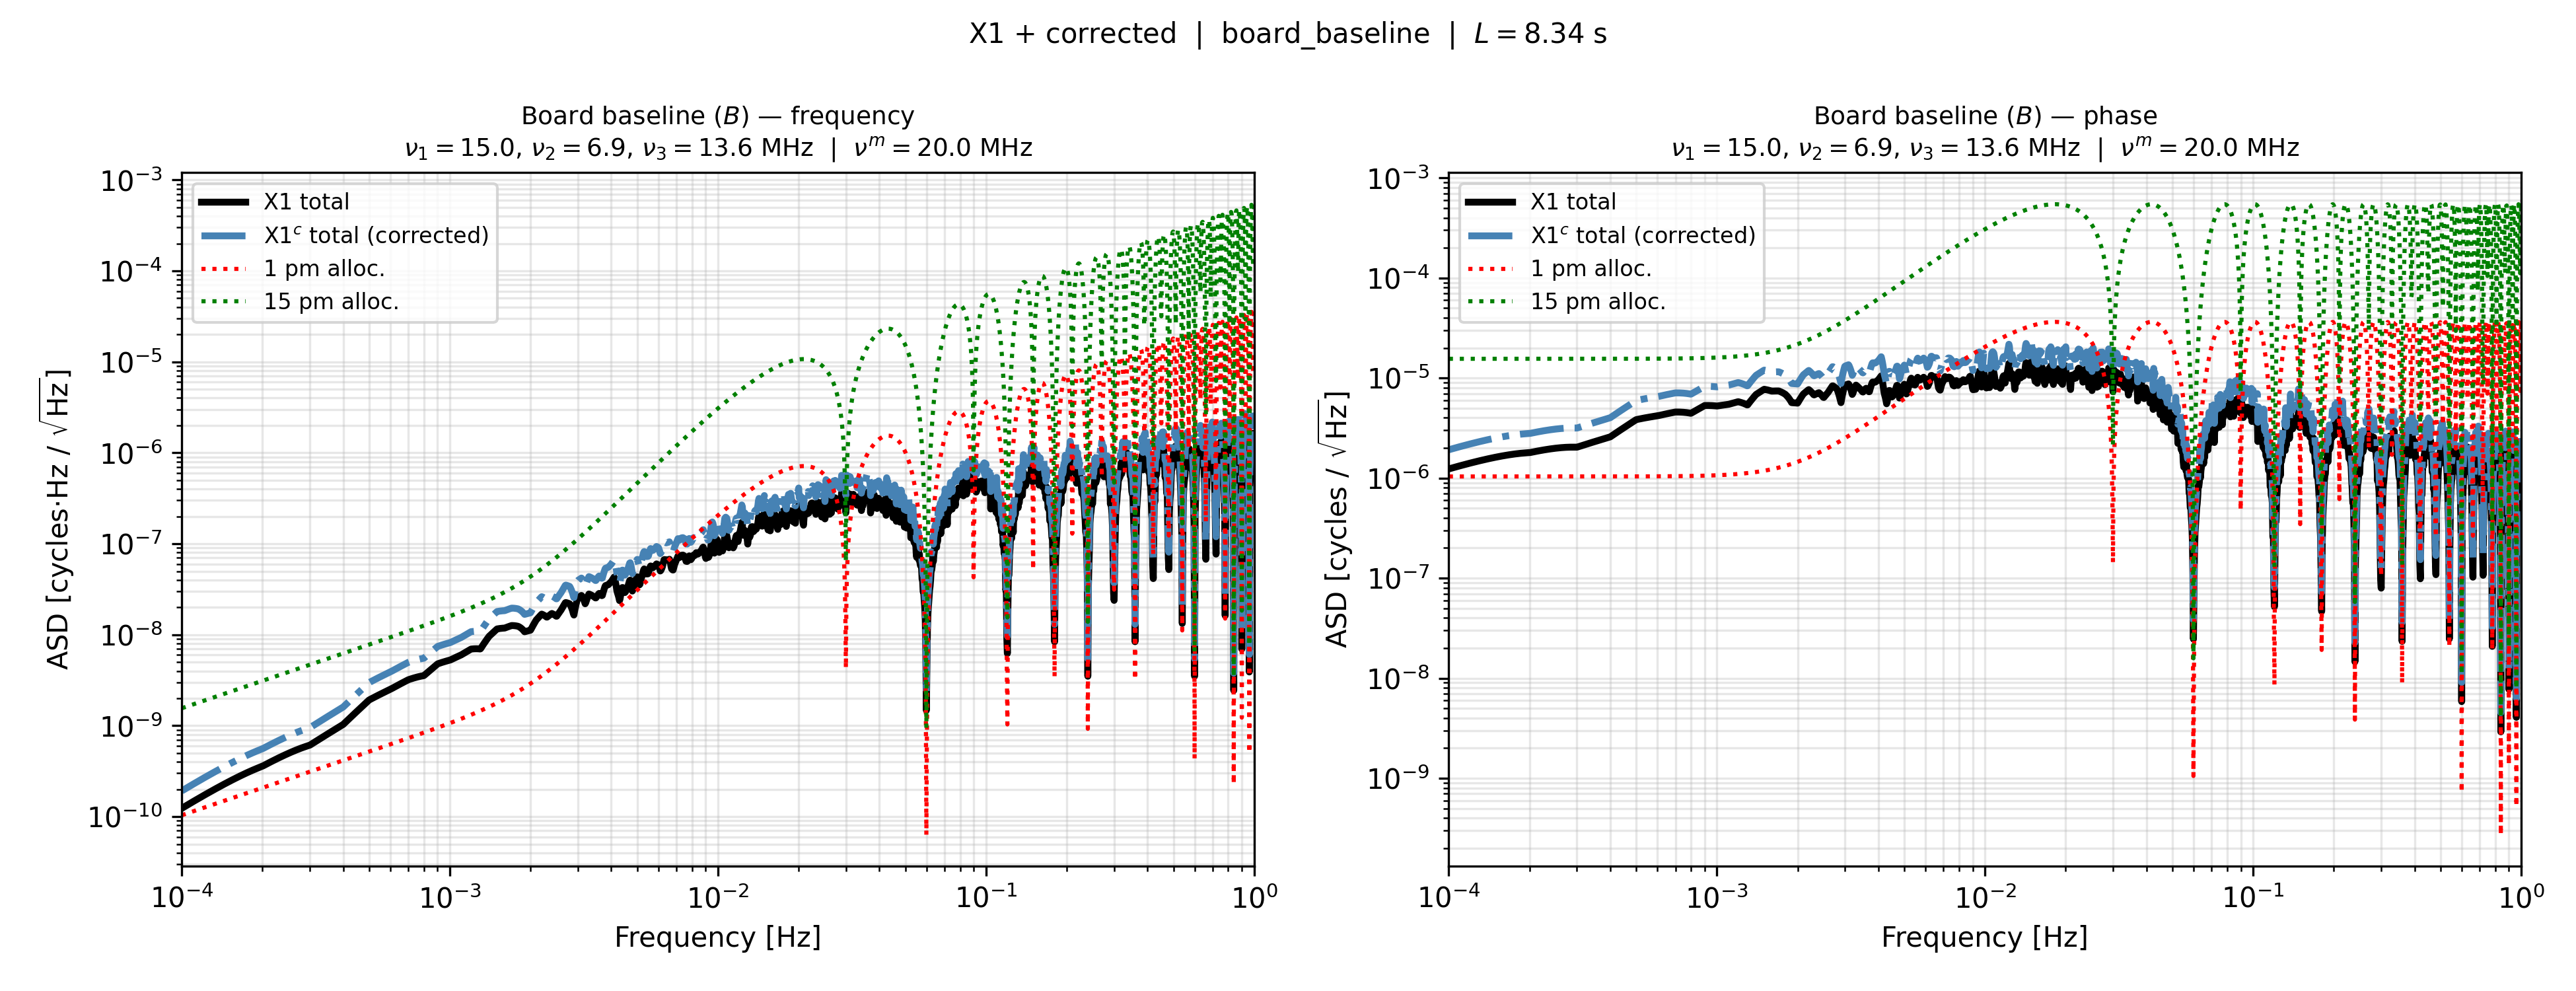 X1 + corrected | board_baseline | L = 8.34 s
Board baseline (B) — frequency
ν₁ = 15.0, ν₂ = 6.9, ν₃ = 13.6 MHz | νᵐ = 20.0 MHz
X1 total
X1ᶜ total (corrected)
1 pm alloc.
15 pm alloc.
ASD [cycles·Hz / √Hz]
10⁻³
10⁻⁴
10⁻⁵
10⁻⁶
10⁻⁷
10⁻⁸
10⁻⁹
10⁻¹⁰
10⁻⁴
10⁻³
10⁻²
10⁻¹
10⁰
Frequency [Hz]
Board baseline (B) — phase
ν₁ = 15.0, ν₂ = 6.9, ν₃ = 13.6 MHz | νᵐ = 20.0 MHz
X1 total
X1ᶜ total (corrected)
1 pm alloc.
15 pm alloc.
ASD [cycles / √Hz]
10⁻³
10⁻⁴
10⁻⁵
10⁻⁶
10⁻⁷
10⁻⁸
10⁻⁹
10⁻⁴
10⁻³
10⁻²
10⁻¹
10⁰
Frequency [Hz]